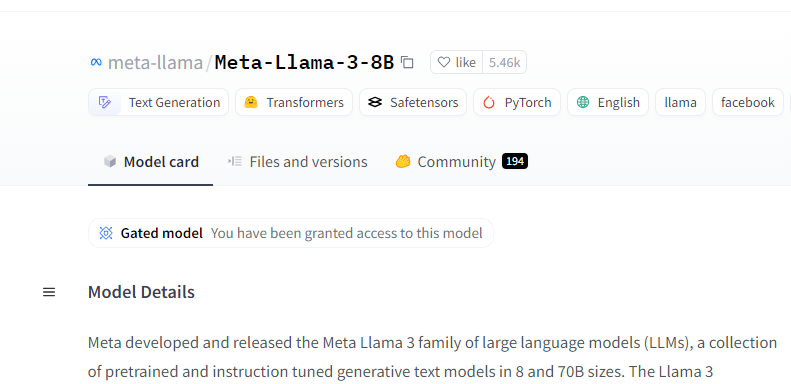 meta-llama/Meta-Llama-3-8B like 5.46k
Text Generation Transformers Safetensors PyTorch English llama facebook
Model card Files and versions Community 194
Gated model You have been granted access to this model
Model Details
Meta developed and released the Meta Llama 3 family of large language models (LLMs), a collection
of pretrained and instruction tuned generative text models in 8 and 70B sizes. The Llama 3